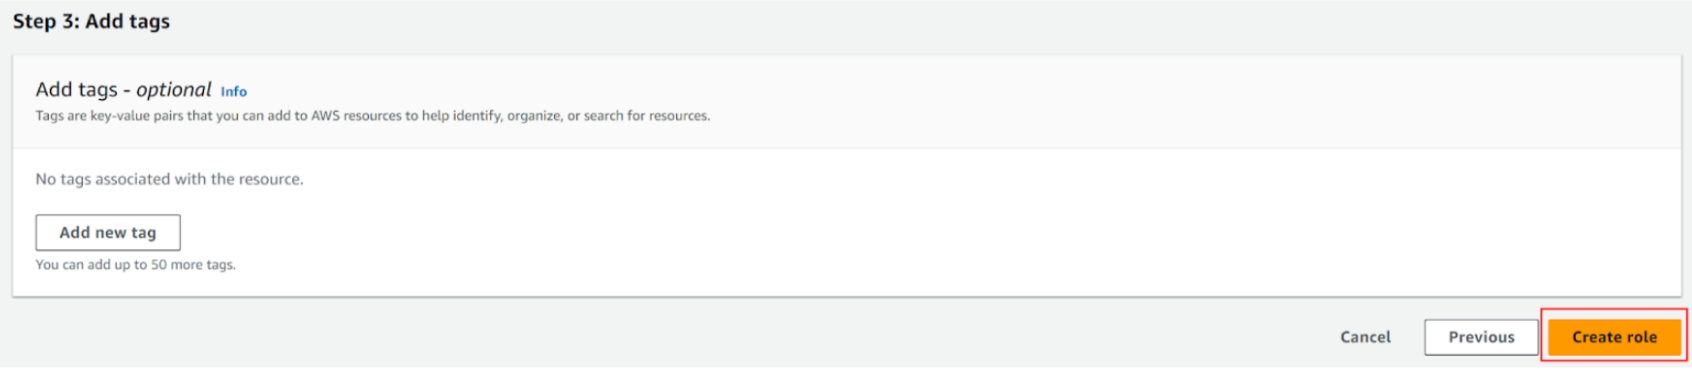 Step 3: Add tags
Add tags - optional Info
Tags are key-value pairs that you can add to AWS resources to help identify, organize, or search for resources.
No tags associated with the resource.
Add new tag
You can add up to 50 more tags.
Cancel Previous Create role